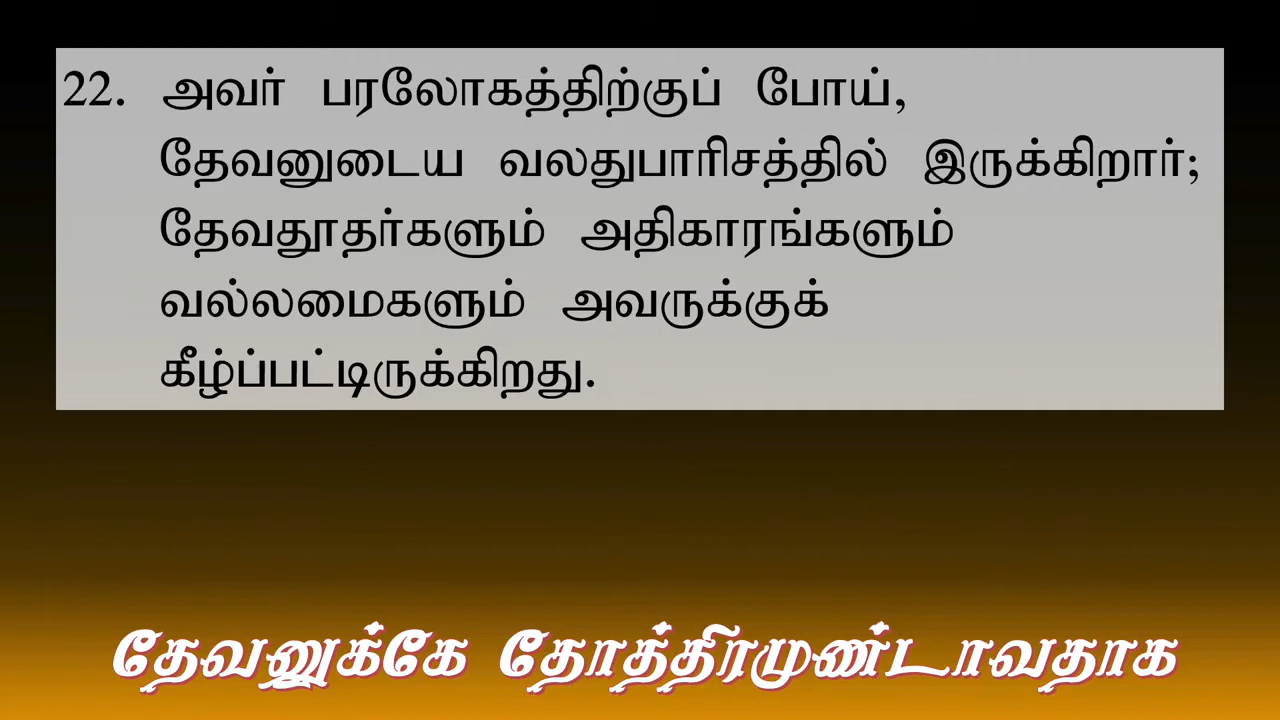 22. அவர் பரலோகத்திற்குப் போய்,
தேவனுடைய வலதுபாரிசத்தில் இருக்கிறார்;
தேவதூதர்களும் அதிகாரங்களும்
வல்லமைகளும் அவருக்குக்
கீழ்ப்பட்டிருக்கிறது.
தேவனுக்கே தோத்திரமுண்டாவதாக